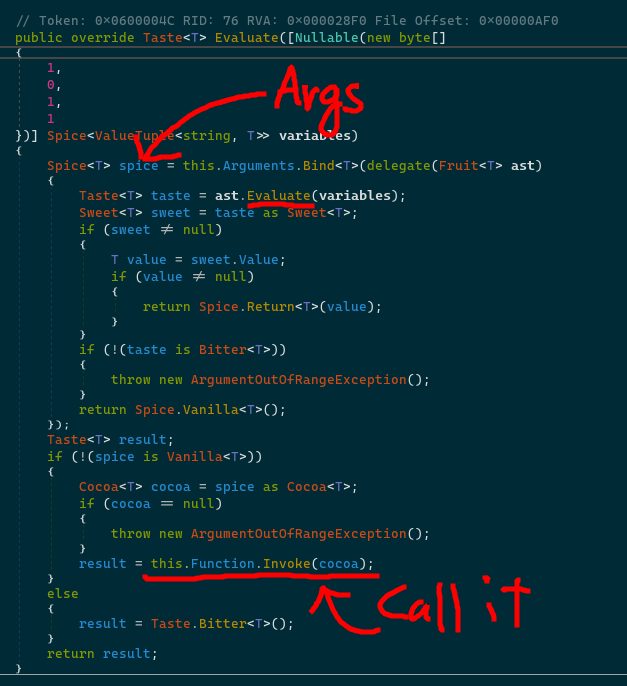 // Token: 0x0600004C RID: 76 RVA: 0x000028F0 File Offset: 0x00000AF0
public override Taste<T> Evaluate([Nullable(new byte[]
{
1,
0,
1,
1
})] Spice<ValueTuple<string, T>> variables)
{
Spice<T> spice = this.Arguments.Bind<T>(delegate(Fruit<T> ast)
{
Taste<T> taste = ast.Evaluate(variables);
Sweet<T> sweet = taste as Sweet<T>;
if (sweet != null)
{
T value = sweet.Value;
if (value != null)
{
return Spice.Return<T>(value);
}
}
if (!(taste is Bitter<T>))
{
throw new ArgumentOutOfRangeException();
}
return Spice.Vanilla<T>();
});
Taste<T> result;
if (!(spice is Vanilla<T>))
{
Cocoa<T> cocoa = spice as Cocoa<T>;
if (cocoa == null)
{
throw new ArgumentOutOfRangeException();
}
result = this.Function.Invoke(cocoa);
}
else
{
result = Taste.Bitter<T>();
}
return result;
}
Args
Call it